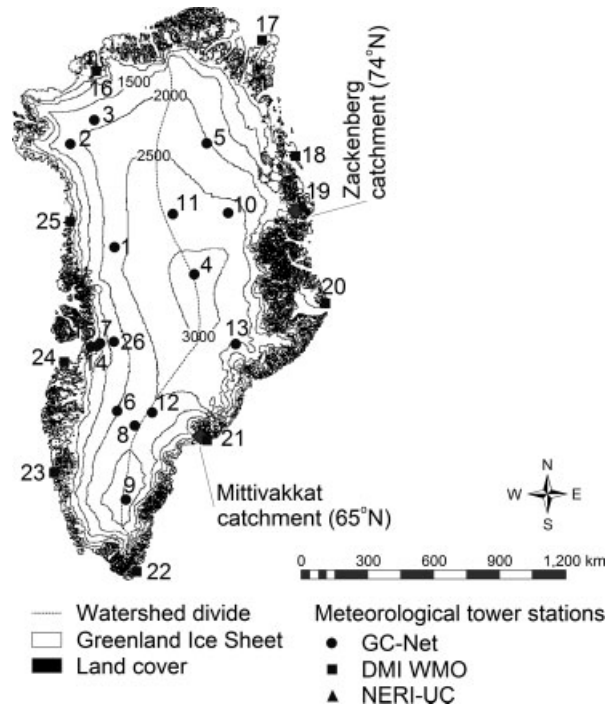 17
16
1500
2000
3
2
5
18
2500
Zackenberg
catchment (74°N)
19
25
11
10
1
4
20
3000
13
15
7
26
14
24
6
12
8
21
23
9
Mittivakkat
catchment (65°N)
22
N
W
E
S
0 300 600 900 1,200 km
Watershed divide
Greenland Ice Sheet
Land cover
Meteorological tower stations
GC-Net
DMI WMO
NERI-UC